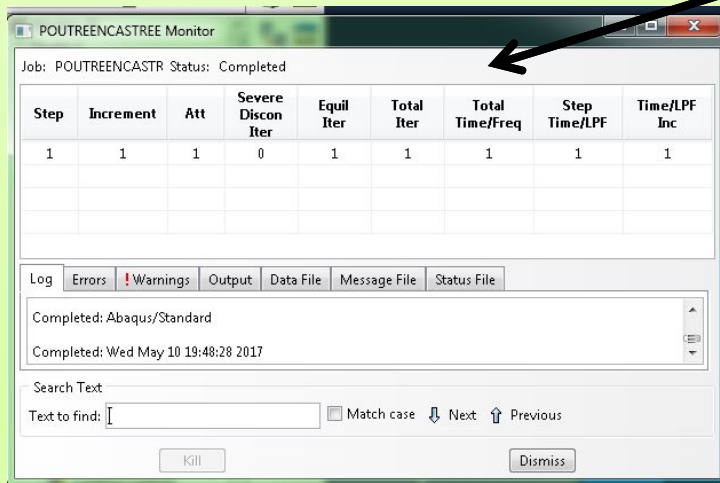 POUTREENCASTREE Monitor
Job: POUTREENCASTR Status: Completed
Step Increment Att Severe Discon Iter Equil Iter Total Iter Total Time/Freq Step Time/LPF Time/LPF Inc
1 1 1 0 1 1 1 1 1
Log Errors ! Warnings Output Data File Message File Status File
Completed: Abaqus/Standard
Completed: Wed May 10 19:48:28 2017
Search Text
Text to find: Match case Next Previous
Kill Dismiss